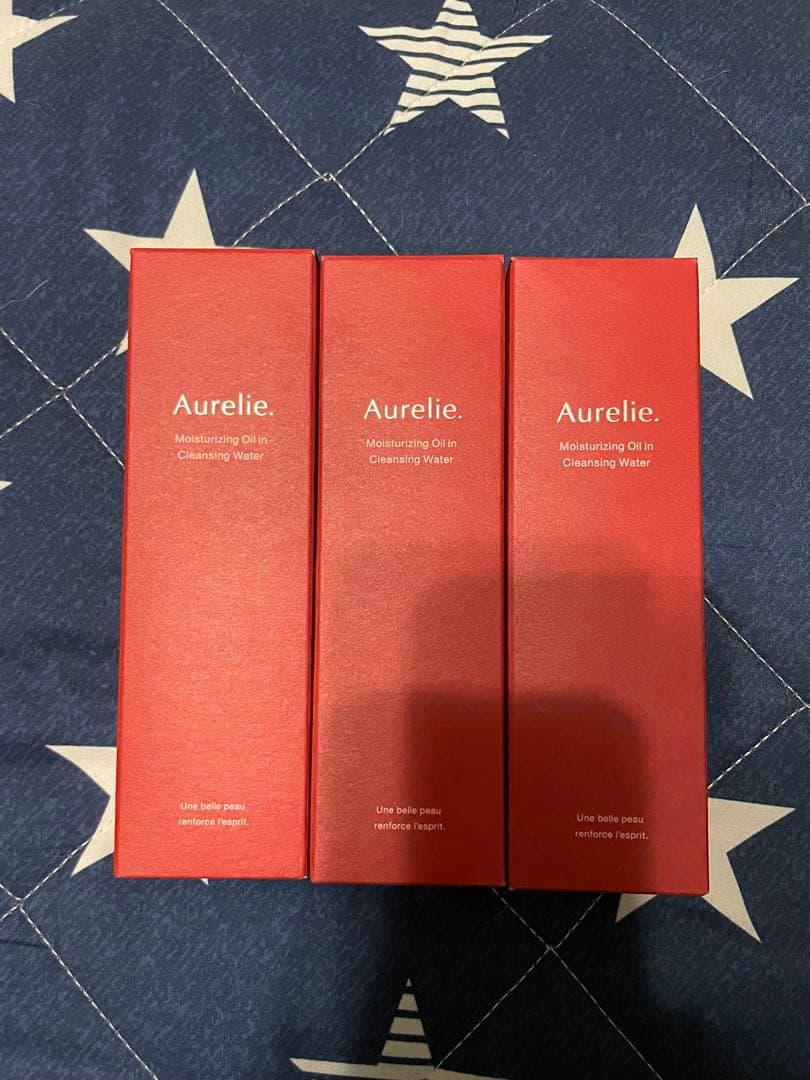 Aurelie.
Moisturizing Oil in
Cleansing Water
Une belle peau
renforce l'esprit.
Aurelie.
Moisturizing Oil in
Cleansing Water
Une belle peau
renforce l'esprit.
Aurelie.
Moisturizing Oil in
Cleansing Water
Une belle peau
renforce l'esprit.